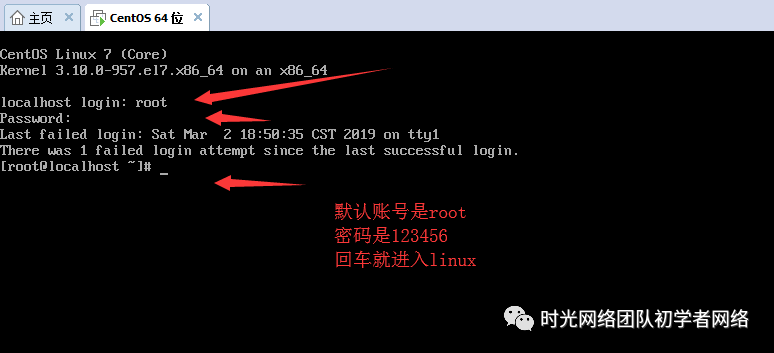 主页
CentOS 64 位
CentOS Linux 7 (Core)
Kernel 3.10.0-957.el7.x86_64 on an x86_64
localhost login: root
Password:
Last failed login: Sat Mar  2 18:50:35 CST 2019 on tty1
There was 1 failed login attempt since the last successful login.
[root@localhost ~]# _
默认账号是root
密码是123456
回车就进入linux
时光网络团队初学者网络